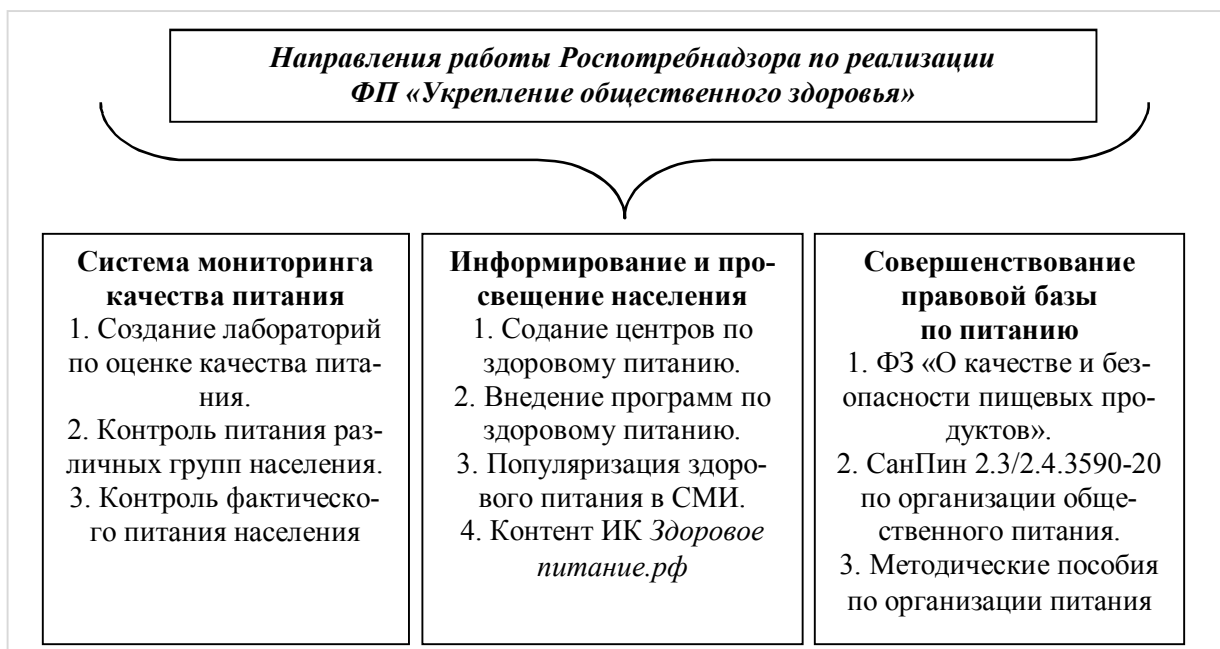 Направления работы Роспотребнадзора по реализации
ФП «Укрепление общественного здоровья»
Система мониторинга
качества питания
1. Создание лабораторий
по оценке качества пита-
ния.
2. Контроль питания раз-
личных групп населения.
3. Контроль фактическо-
го питания населения
Информирование и про-
свещение населения
1. Содание центров по
здоровому питанию.
2. Внедение программ по
здоровому питанию.
3. Популяризация здоро-
вого питания в СМИ.
4. Контент ИК Здоровое
питание.рф
Совершенствование
правовой базы
по питанию
1. ФЗ «О качестве и без-
опасности пищевых про-
дуктов».
2. СанПин 2.3/2.4.3590-20
по организации обще-
ственного питания.
3. Методические пособия
по организации питания